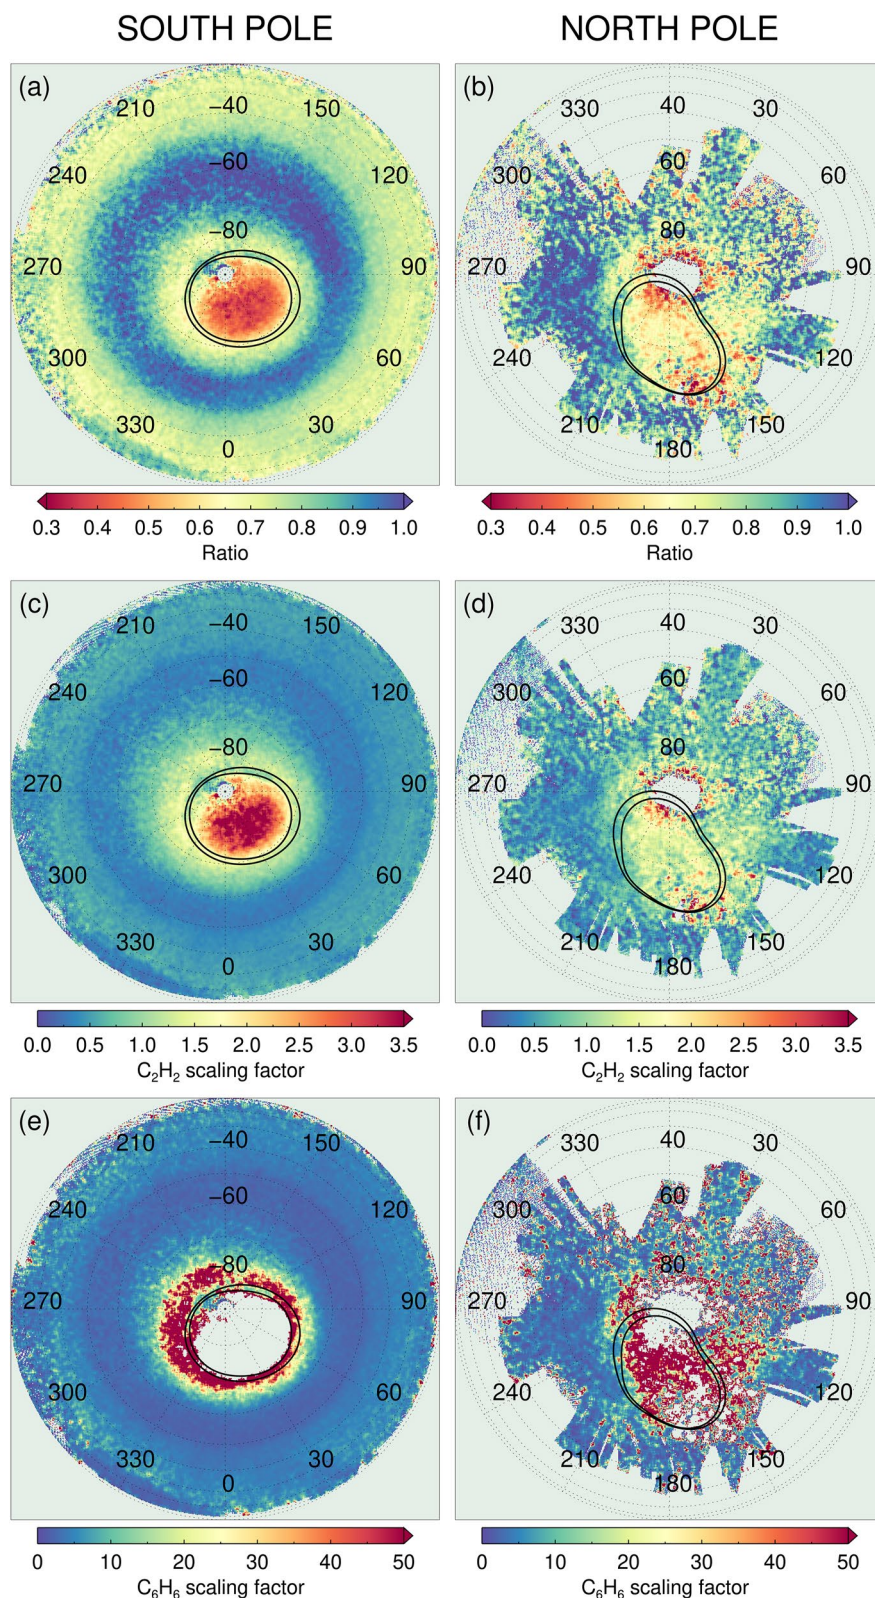 SOUTH POLE NORTH POLE
(a) 210 −40 150 240 −60 120 −80 270 90 300 60 330 30 0
(b) 330 40 30 300 60 60 80 270 90 240 120 210 150 180
0.3 0.4 0.5 0.6 0.7 0.8 0.9 1.0
Ratio
0.3 0.4 0.5 0.6 0.7 0.8 0.9 1.0
Ratio
(c) 210 −40 150 240 −60 120 −80 270 90 300 60 330 30 0
(d) 330 40 30 300 60 60 80 270 90 240 120 210 150 180
0.0 0.5 1.0 1.5 2.0 2.5 3.0 3.5
C₂H₂ scaling factor
0.0 0.5 1.0 1.5 2.0 2.5 3.0 3.5
C₂H₂ scaling factor
(e) 210 −40 150 240 −60 120 −80 270 90 300 60 330 30 0
(f) 330 40 30 300 60 60 80 270 90 240 120 210 150 180
0 10 20 30 40 50
C₆H₆ scaling factor
0 10 20 30 40 50
C₆H₆ scaling factor